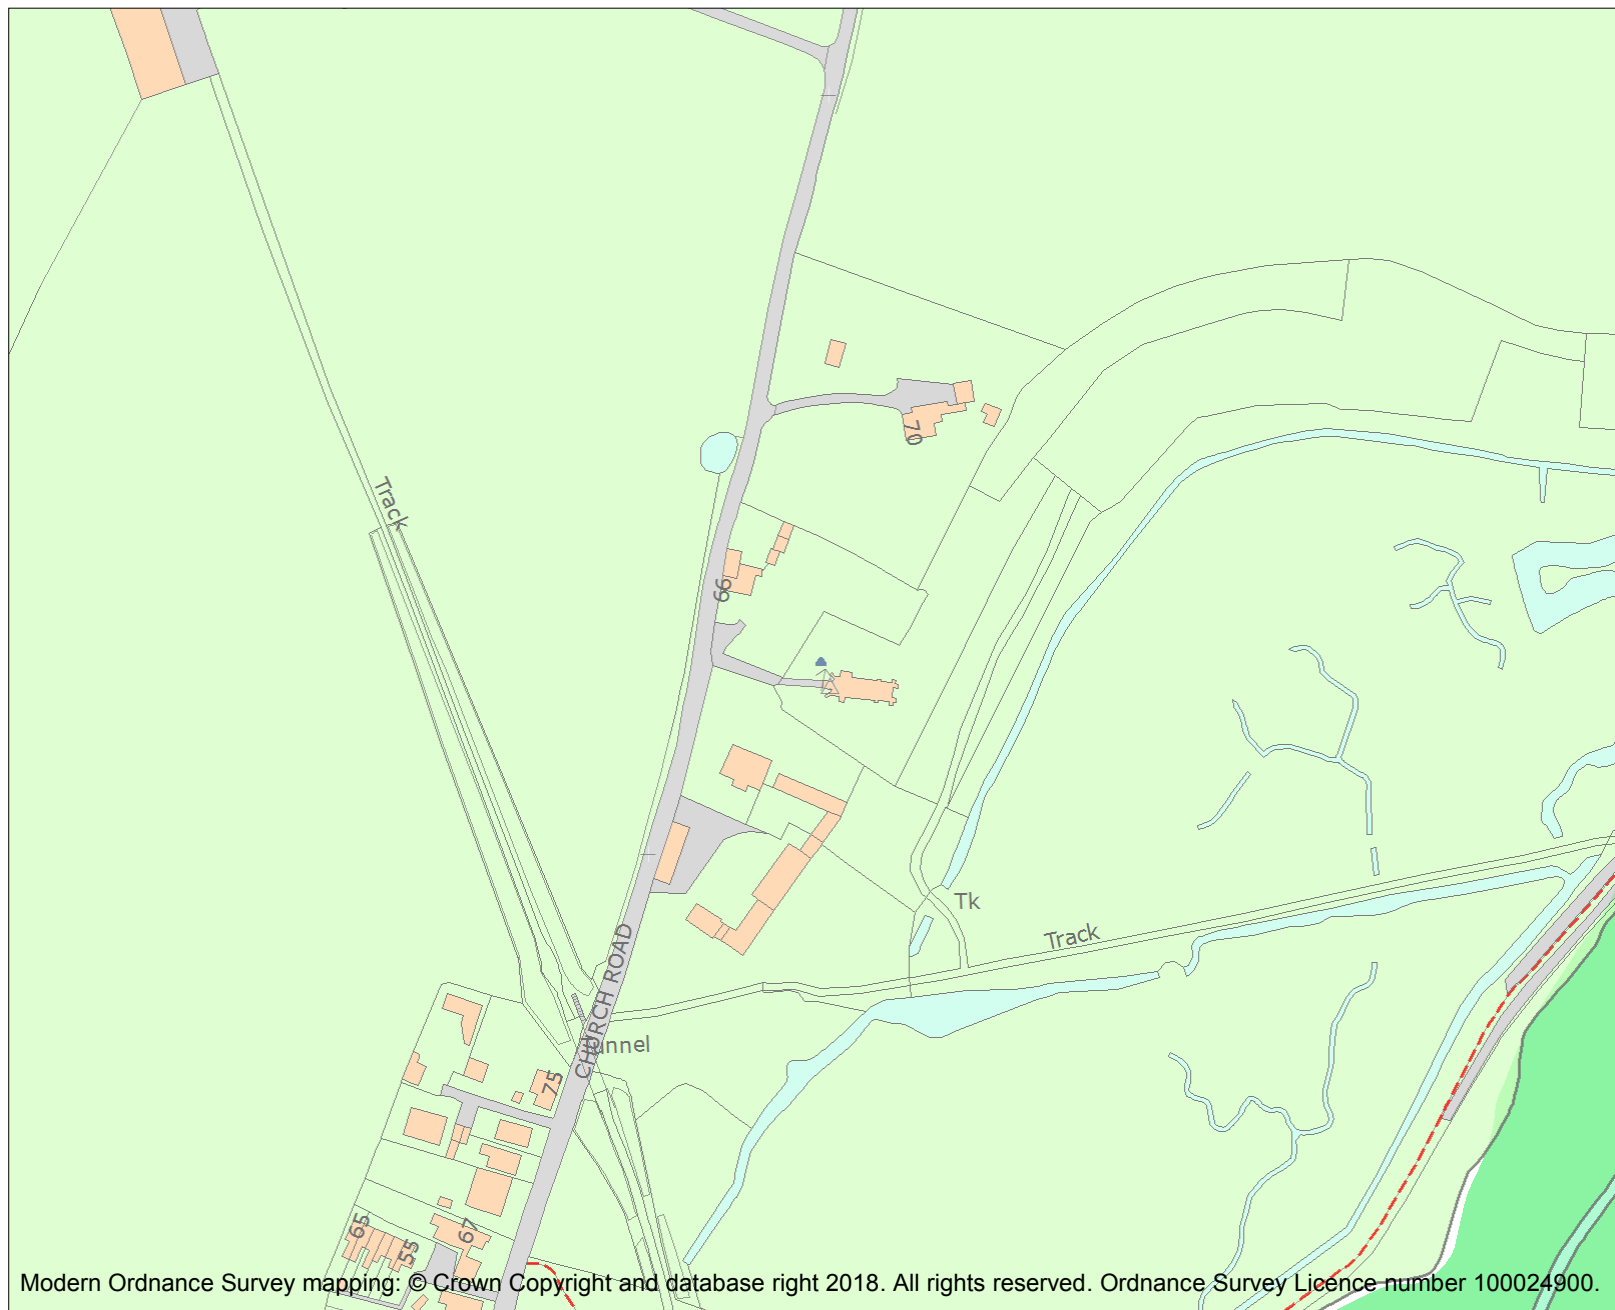 Track
70
66
Tk
Track
CHURCH ROAD
Tunnel
75
65
55
67
Modern Ordnance Survey mapping: © Crown Copyright and database right 2018. All rights reserved. Ordnance Survey Licence number 100024900.